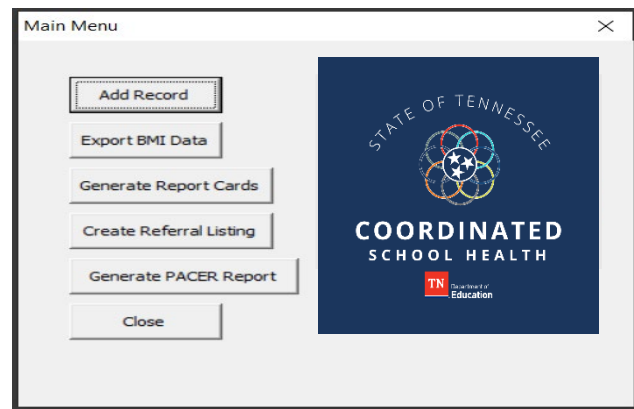 Main Menu
Add Record
Export BMI Data
Generate Report Cards
Create Referral Listing
Generate PACER Report
Close
STATE OF TENNESSEE
COORDINATED
SCHOOL HEALTH
TN
Department of
Education